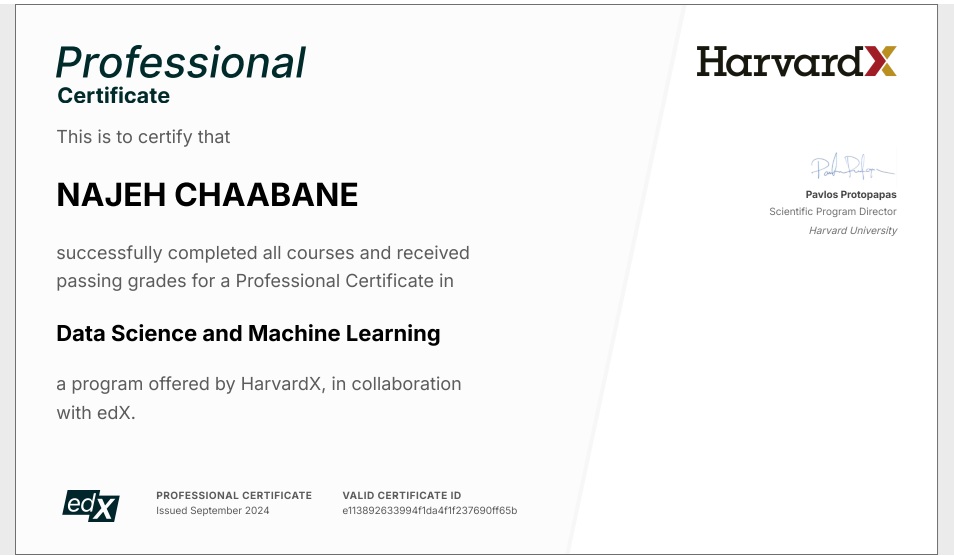 Professional
Certificate
This is to certify that
NAJEH CHAABANE
successfully completed all courses and received
passing grades for a Professional Certificate in
Data Science and Machine Learning
a program offered by HarvardX, in collaboration
with edX.
edX
PROFESSIONAL CERTIFICATE
Issued September 2024
VALID CERTIFICATE ID
e113892633994f1da4f1f237690ff65b
HarvardX
Pavlos Protopapas
Scientific Program Director
Harvard University